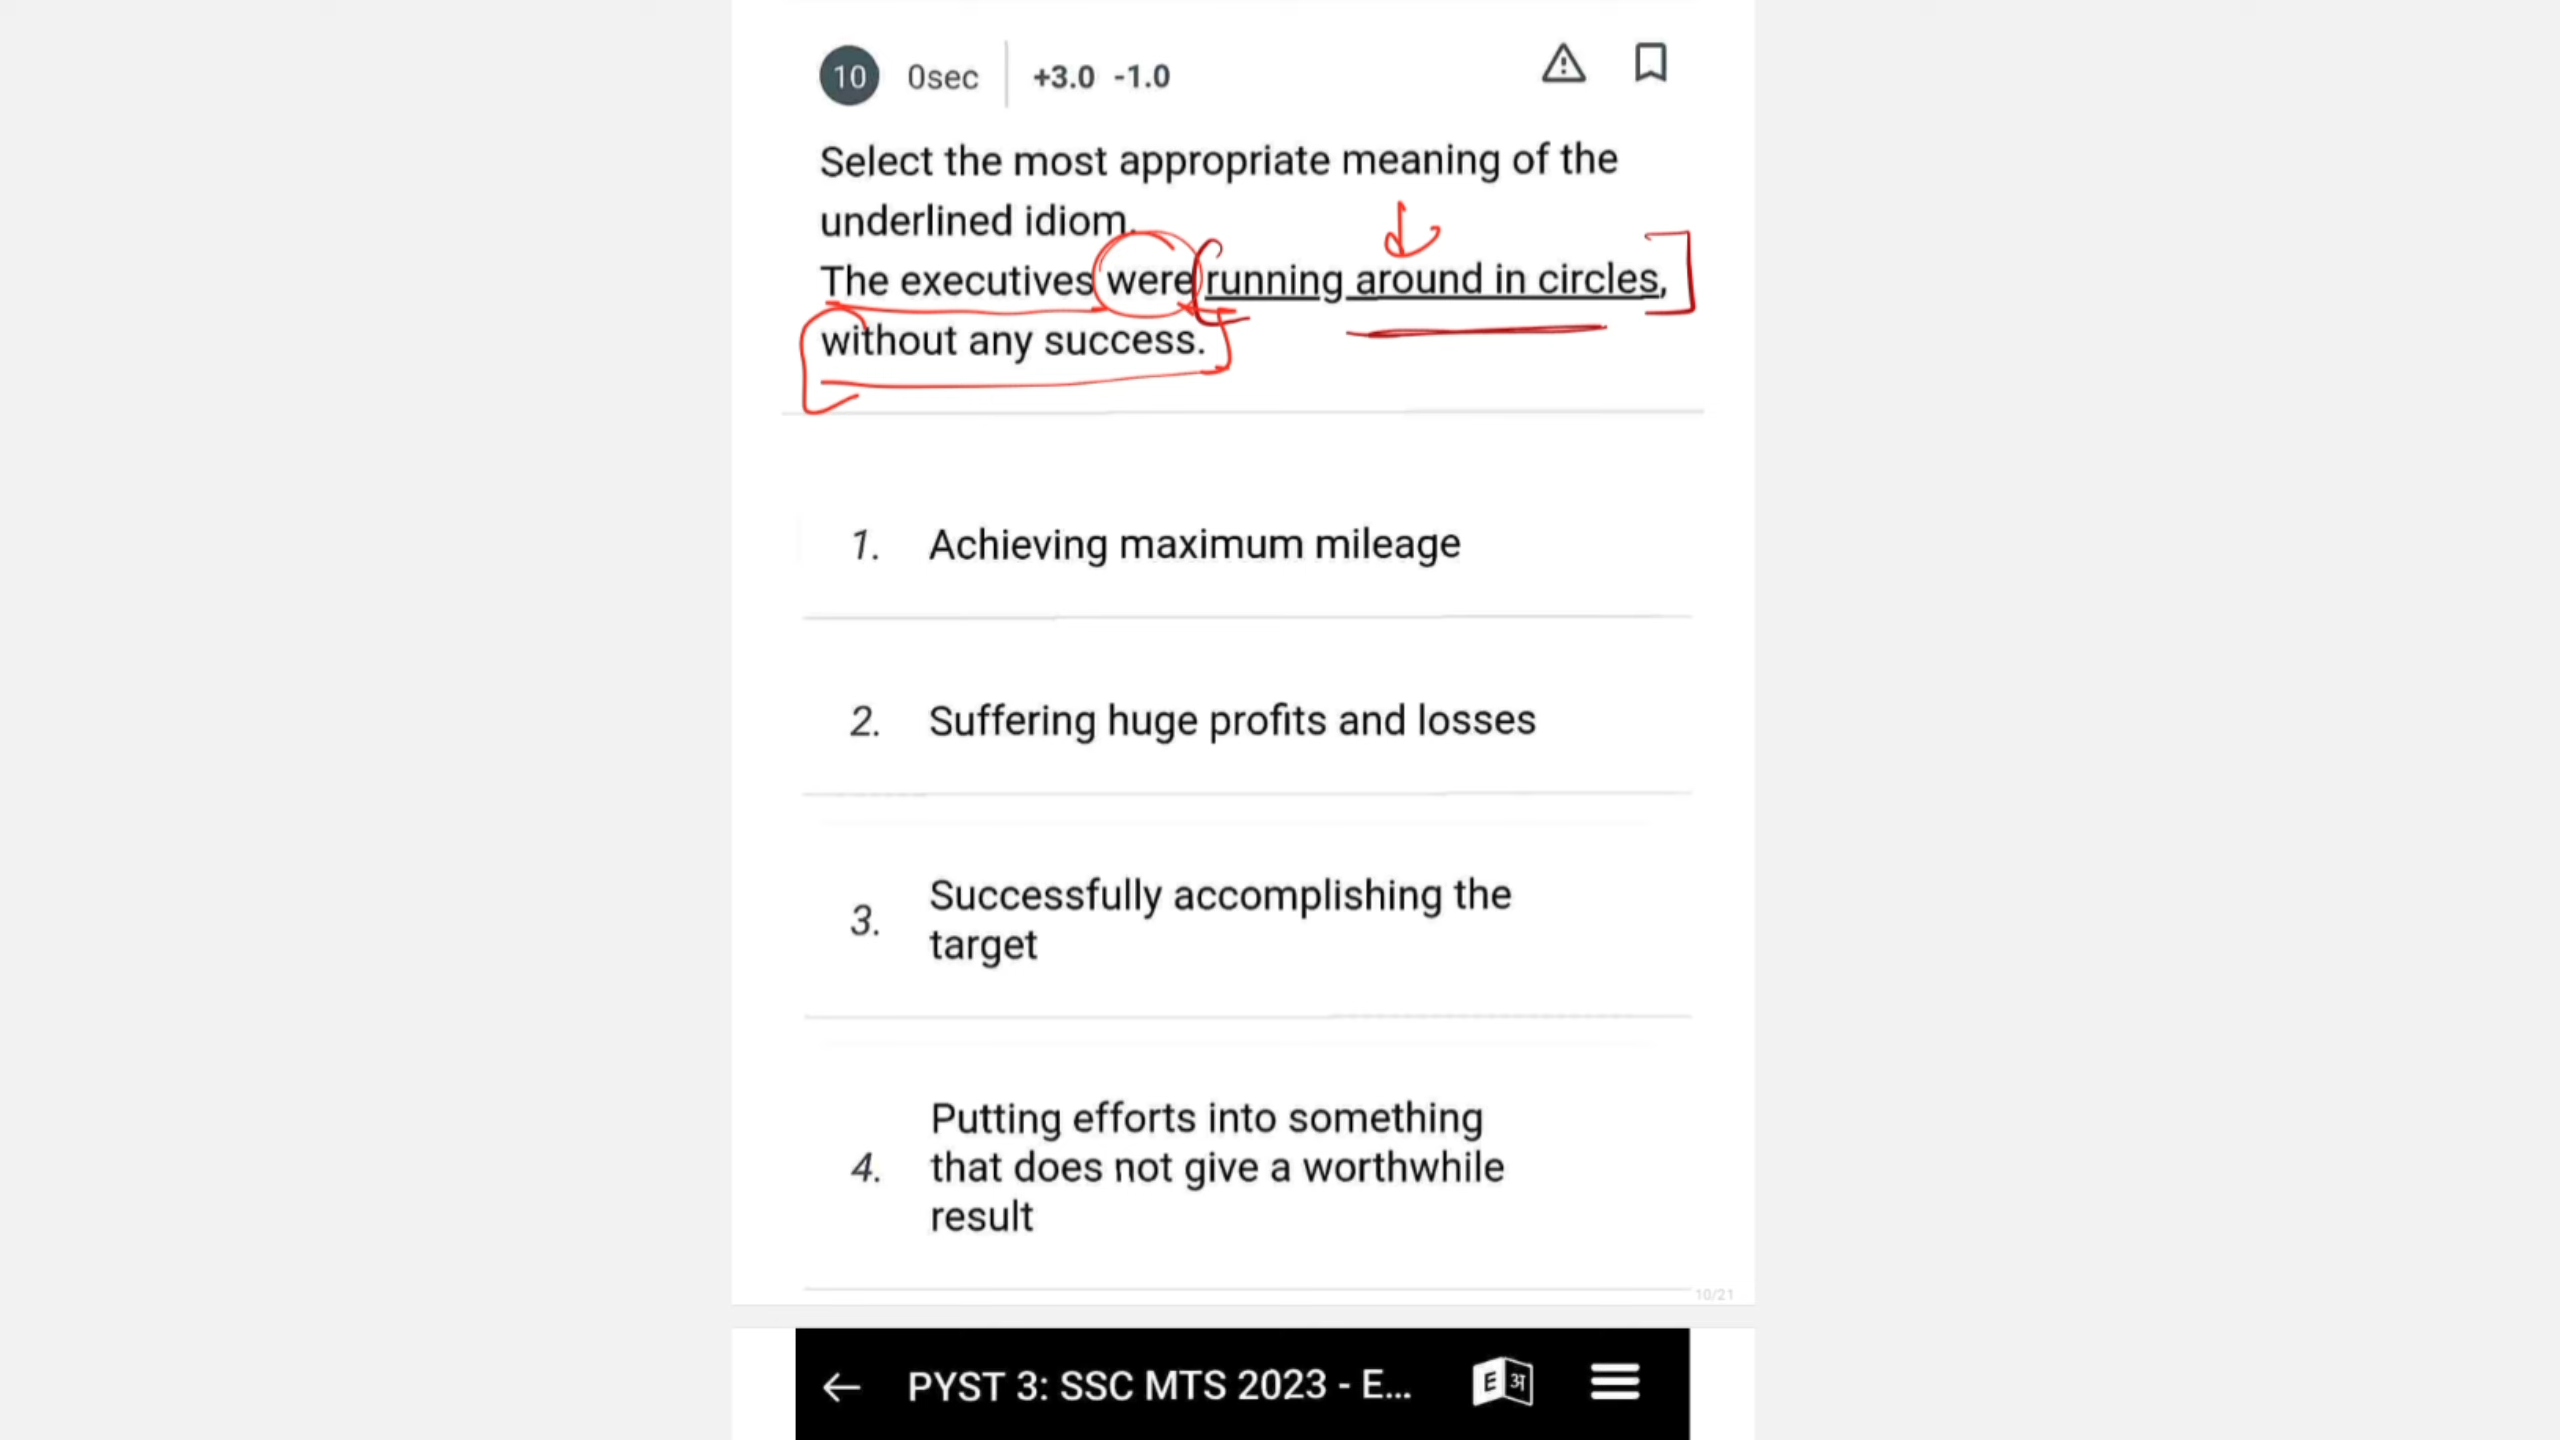 10 0sec +3.0 -1.0
Select the most appropriate meaning of the
underlined idiom.
The executives were running around in circles,
without any success.
1. Achieving maximum mileage
2. Suffering huge profits and losses
3. Successfully accomplishing the
target
4. Putting efforts into something
that does not give a worthwhile
result
10/21
PYST 3: SSC MTS 2023 - E... E अ